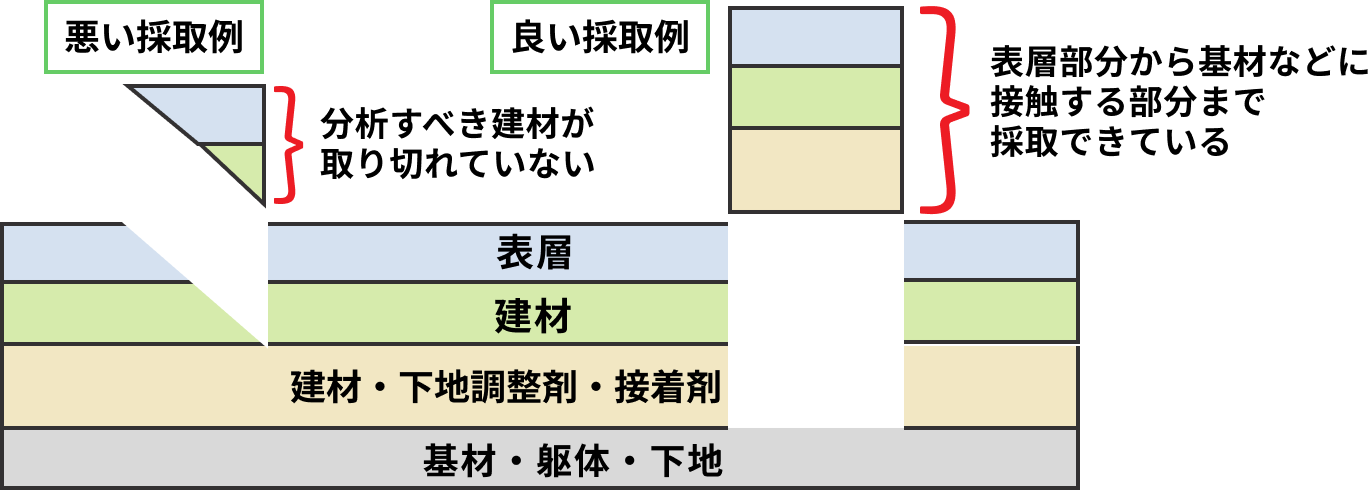 悪い採取例
良い採取例
分析すべき建材が
取り切れていない
表層部分から基材などに
接触する部分まで
採取できている
表層
建材
建材・下地調整剤・接着剤
基材・躯体・下地